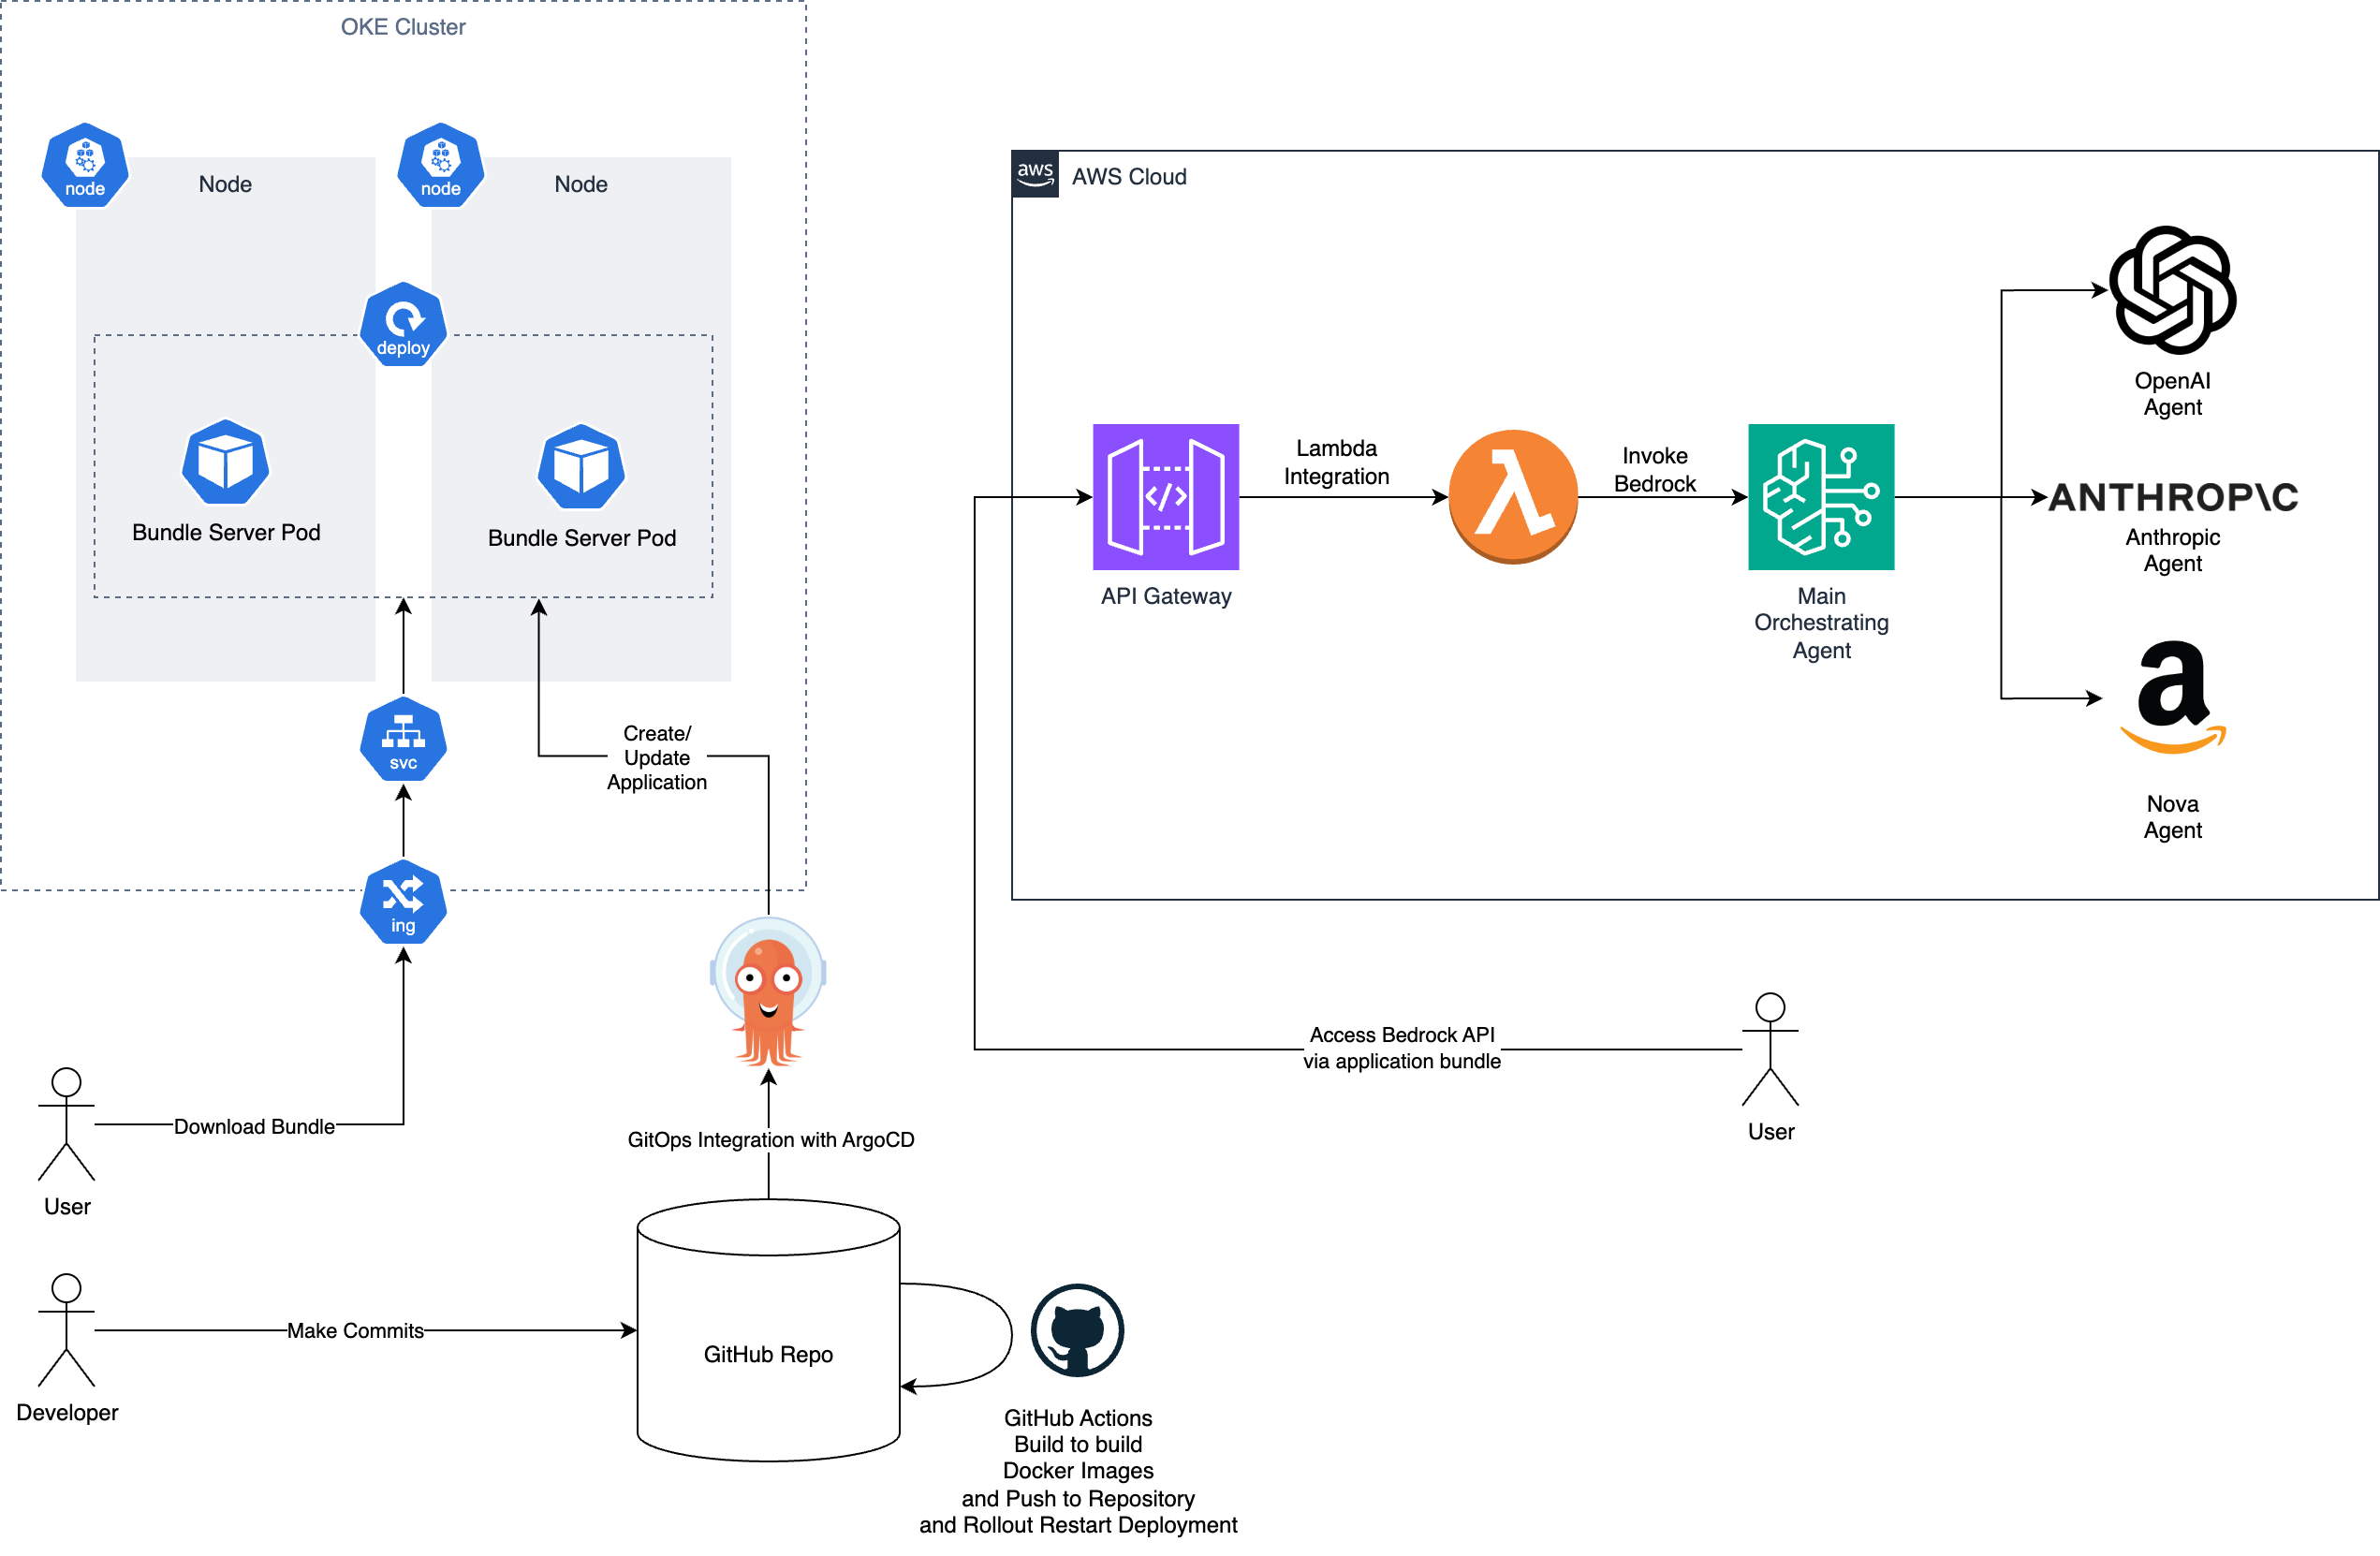 OKE Cluster
node
Node
node
Node
deploy
Bundle Server Pod
Bundle Server Pod
svc
Create/
Update
Application
ing
Download Bundle
User
GitOps Integration with ArgoCD
Make Commits
Developer
GitHub Repo
GitHub Actions
Build to build
Docker Images
and Push to Repository
and Rollout Restart Deployment
aws
AWS Cloud
API Gateway
Lambda
Integration
Invoke
Bedrock
Main
Orchestrating
Agent
OpenAI
Agent
ANTHROP\C
Anthropic
Agent
a
Nova
Agent
Access Bedrock API
via application bundle
User